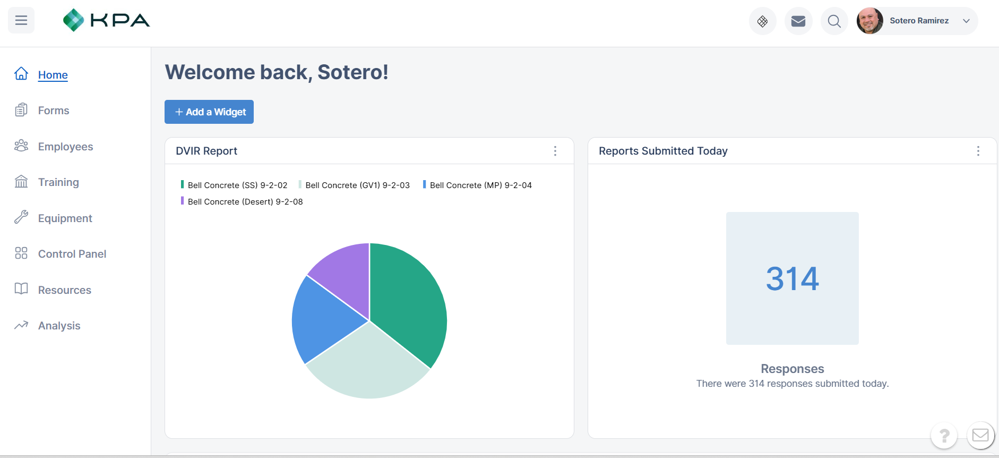 KPA
Sotero Ramirez
Home
Forms
Employees
Training
Equipment
Control Panel
Resources
Analysis
Welcome back, Sotero!
+ Add a Widget
DVIR Report
Bell Concrete (SS) 9-2-02
Bell Concrete (GV1) 9-2-03
Bell Concrete (MP) 9-2-04
Bell Concrete (Desert) 9-2-08
Reports Submitted Today
314
Responses
There were 314 responses submitted today.
?